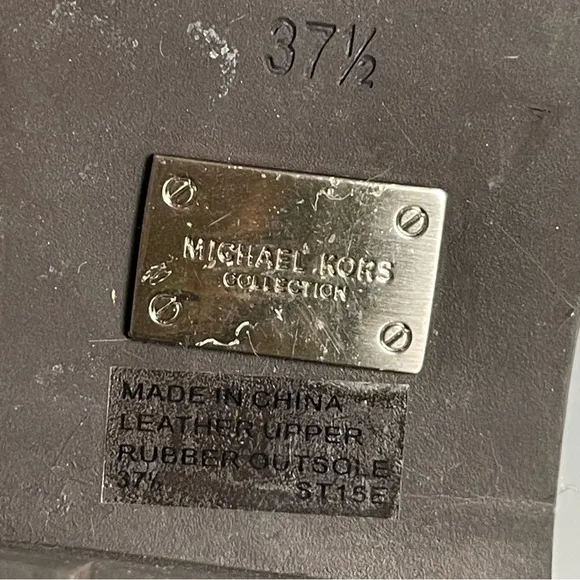 37½
MICHAEL KORS
COLLECTION
MADE IN CHINA
LEATHER UPPER
RUBBER OUTSOLE
37½ ST15E